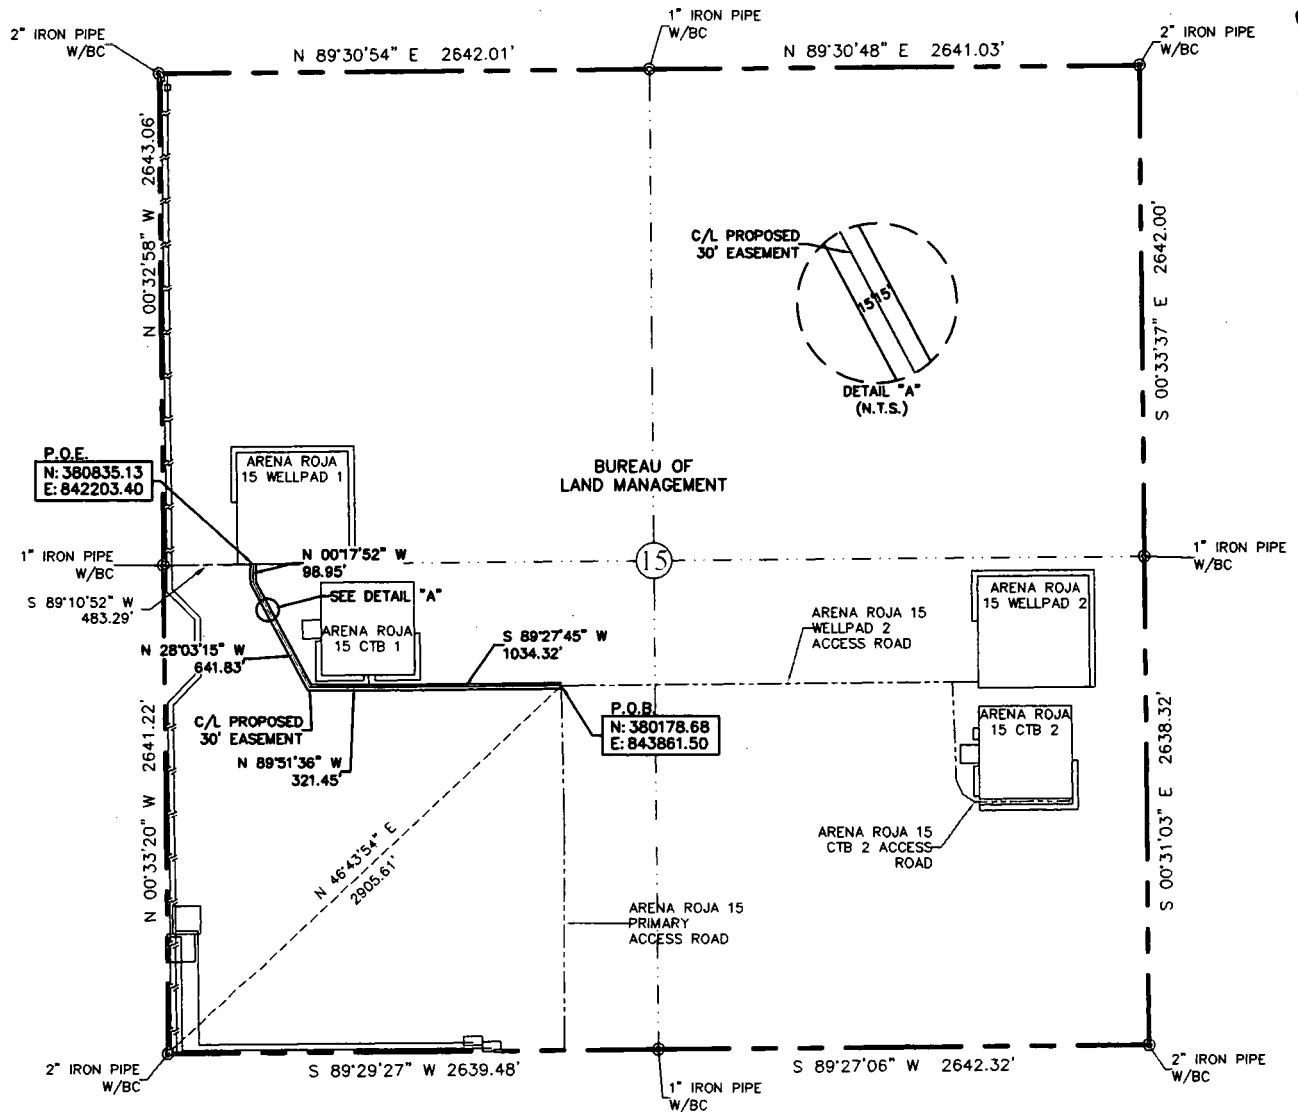 2" IRON PIPE
W/BC
N 89°30'54" E 2642.01'
1" IRON PIPE
W/BC
N 89°30'48" E 2641.03'
2" IRON PIPE
W/BC
N 00°32'58" W 2643.06'
S 00°33'37" E 2642.00'
C/L PROPOSED
30' EASEMENT
15'
15'
DETAIL "A"
(N.T.S.)
P.O.E.
N: 380835.13
E: 842203.40
ARENA ROJA
15 WELLPAD 1
BUREAU OF
LAND MANAGEMENT
1" IRON PIPE
W/BC
N 00°17'52" W
98.95'
15
1" IRON PIPE
W/BC
S 89°10'52" W
483.29'
SEE DETAIL "A"
ARENA ROJA
15 CTB 1
ARENA ROJA
15 WELLPAD 2
ARENA ROJA 15
WELLPAD 2
ACCESS ROAD
N 28°03'15" W
641.83'
S 89°27'45" W
1034.32'
C/L PROPOSED
30' EASEMENT
P.O.B.
N: 380178.68
E: 843861.50
ARENA ROJA
15 CTB 2
N 89°51'36" W
321.45'
N 00°33'20" W 2641.22'
S 00°31'03" E 2638.32'
ARENA ROJA 15
CTB 2 ACCESS
ROAD
N 46°43'54" E
2905.61'
ARENA ROJA 15
PRIMARY
ACCESS ROAD
2" IRON PIPE
W/BC
S 89°29'27" W 2639.48'
1" IRON PIPE
W/BC
S 89°27'06" W 2642.32'
2" IRON PIPE
W/BC